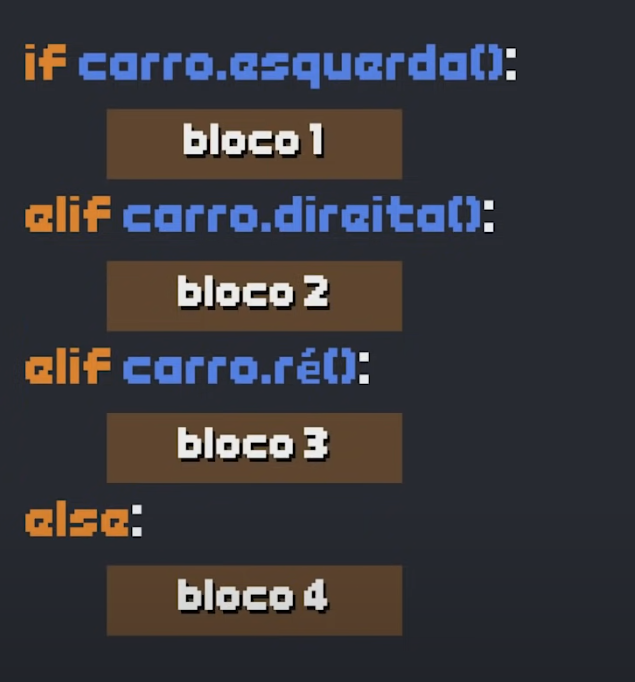 if carro.esquerda():
bloco 1
elif carro.direita():
bloco 2
elif carro.ré():
bloco 3
else:
bloco 4